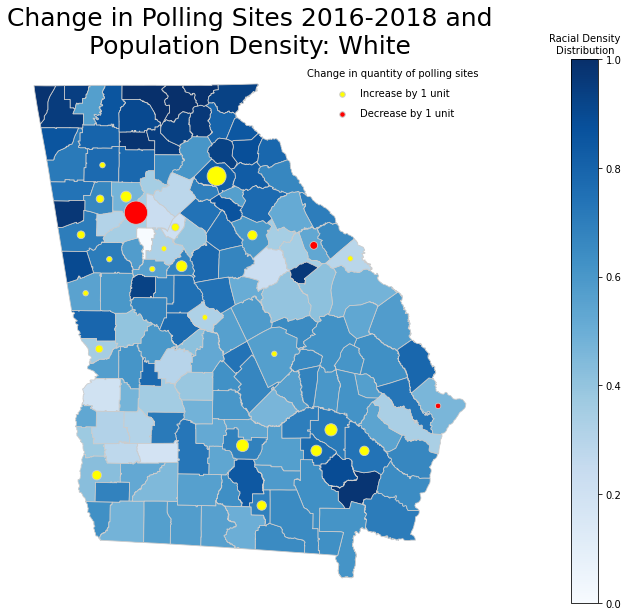 Change in Polling Sites 2016-2018 and
Population Density: White
Racial Density
Distribution
Change in quantity of polling sites
Increase by 1 unit
Decrease by 1 unit
1.0
0.8
0.6
0.4
0.2
0.0